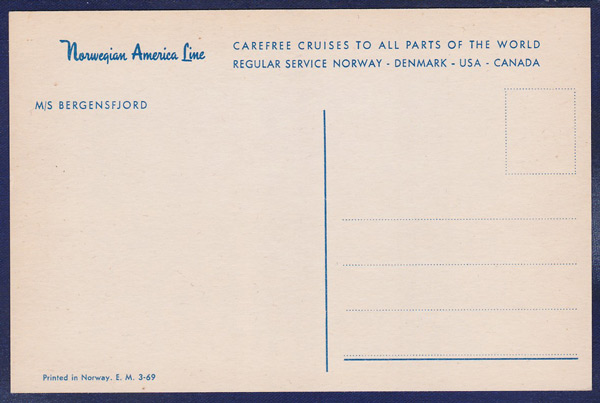 Norwegian America Line
CAREFREE CRUISES TO ALL PARTS OF THE WORLD
REGULAR SERVICE NORWAY - DENMARK - USA - CANADA
M/S BERGENSFJORD
Printed in Norway. E. M. 3-69